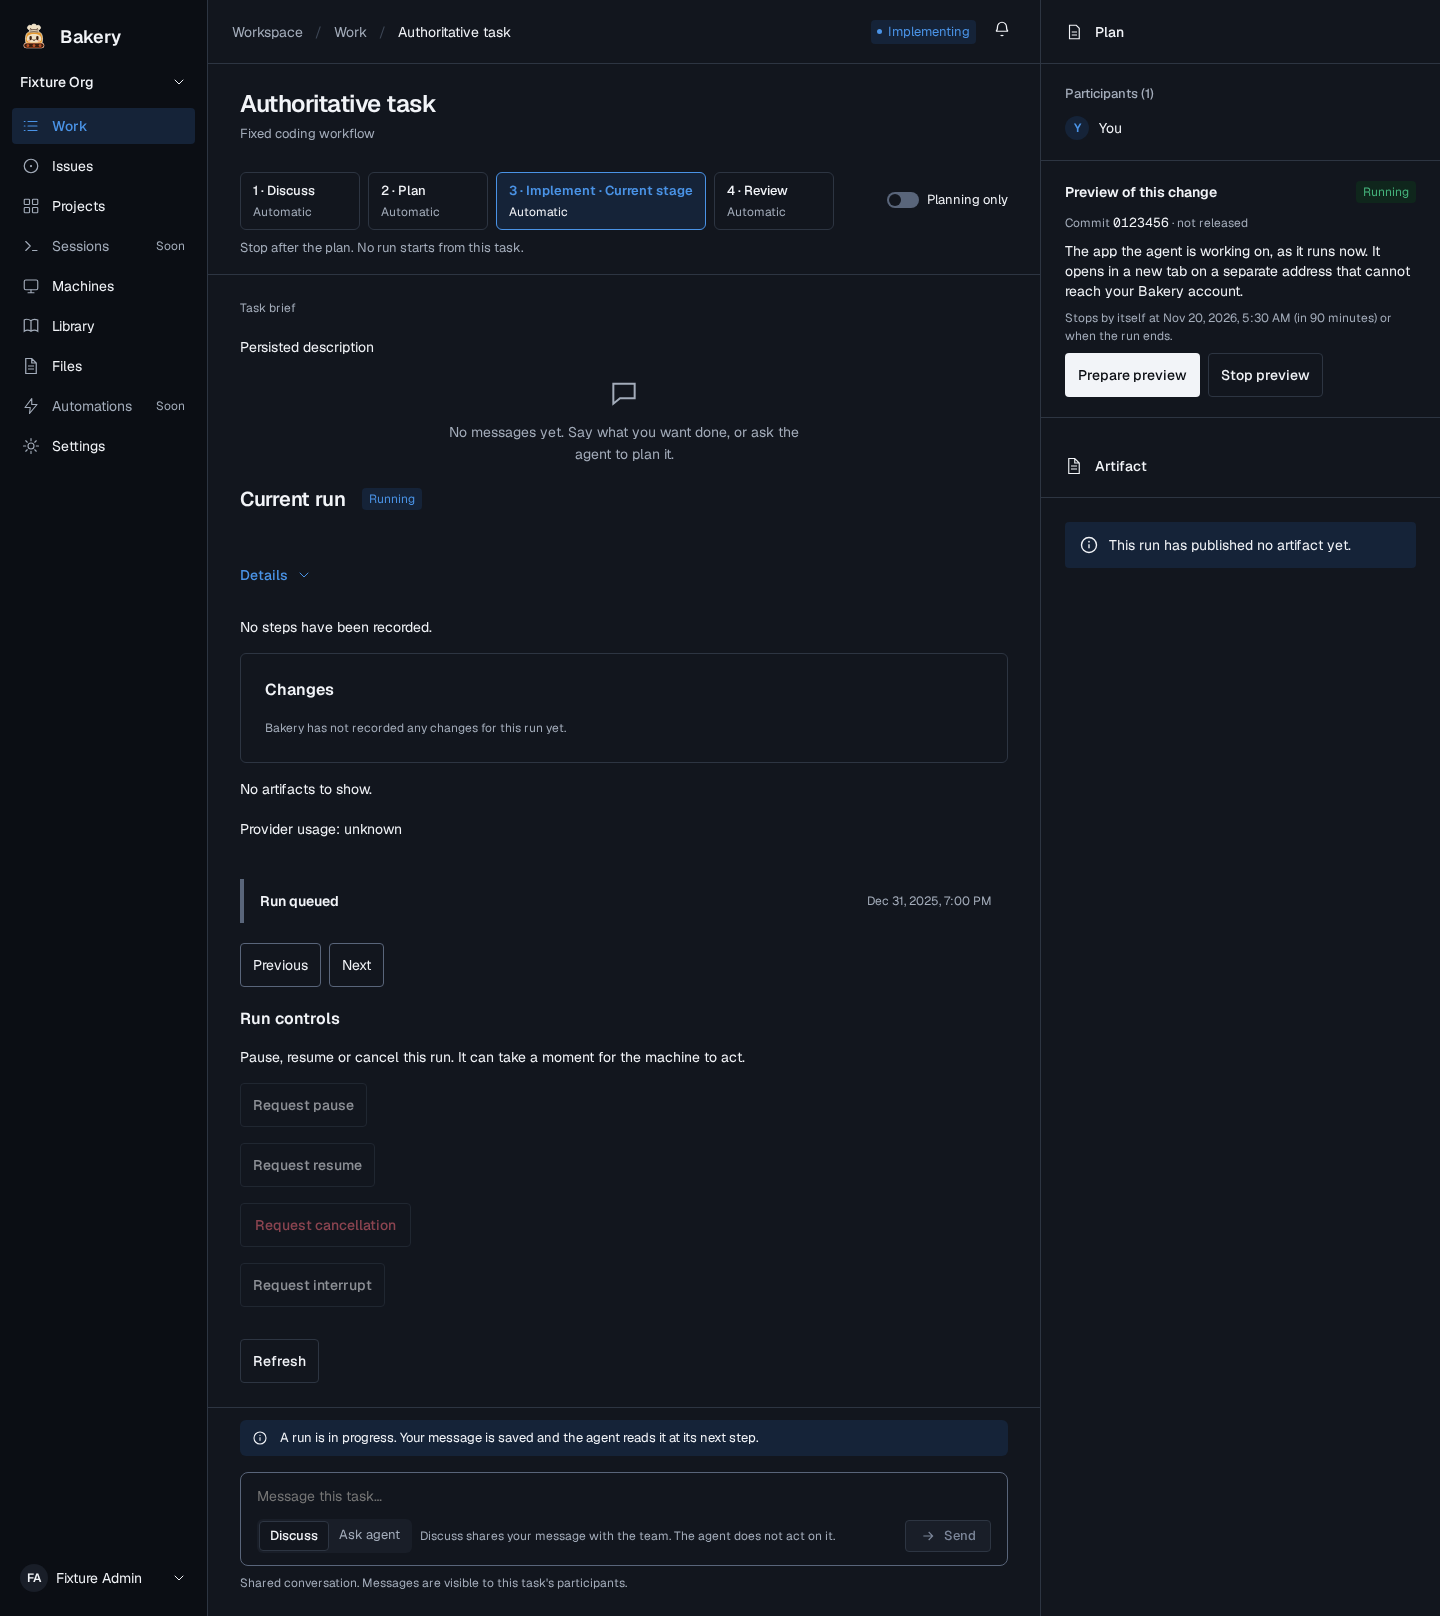 Bakery
Fixture Org
Work
Issues
Projects
Sessions Soon
Machines
Library
Files
Automations Soon
Settings
FA Fixture Admin
Workspace / Work / Authoritative task
Implementing
Authoritative task
Fixed coding workflow
1 · Discuss
Automatic
2 · Plan
Automatic
3 · Implement · Current stage
Automatic
4 · Review
Automatic
Planning only
Stop after the plan. No run starts from this task.
Task brief
Persisted description
No messages yet. Say what you want done, or ask the
agent to plan it.
Current run Running
Details
No steps have been recorded.
Changes
Bakery has not recorded any changes for this run yet.
No artifacts to show.
Provider usage: unknown
Run queued Dec 31, 2025, 7:00 PM
Previous Next
Run controls
Pause, resume or cancel this run. It can take a moment for the machine to act.
Request pause
Request resume
Request cancellation
Request interrupt
Refresh
A run is in progress. Your message is saved and the agent reads it at its next step.
Message this task...
Discuss Ask agent Discuss shares your message with the team. The agent does not act on it. Send
Shared conversation. Messages are visible to this task's participants.
Plan
Participants (1)
Y You
Preview of this change Running
Commit 0123456 · not released
The app the agent is working on, as it runs now. It
opens in a new tab on a separate address that cannot
reach your Bakery account.
Stops by itself at Nov 20, 2026, 5:30 AM (in 90 minutes) or
when the run ends.
Prepare preview Stop preview
Artifact
This run has published no artifact yet.